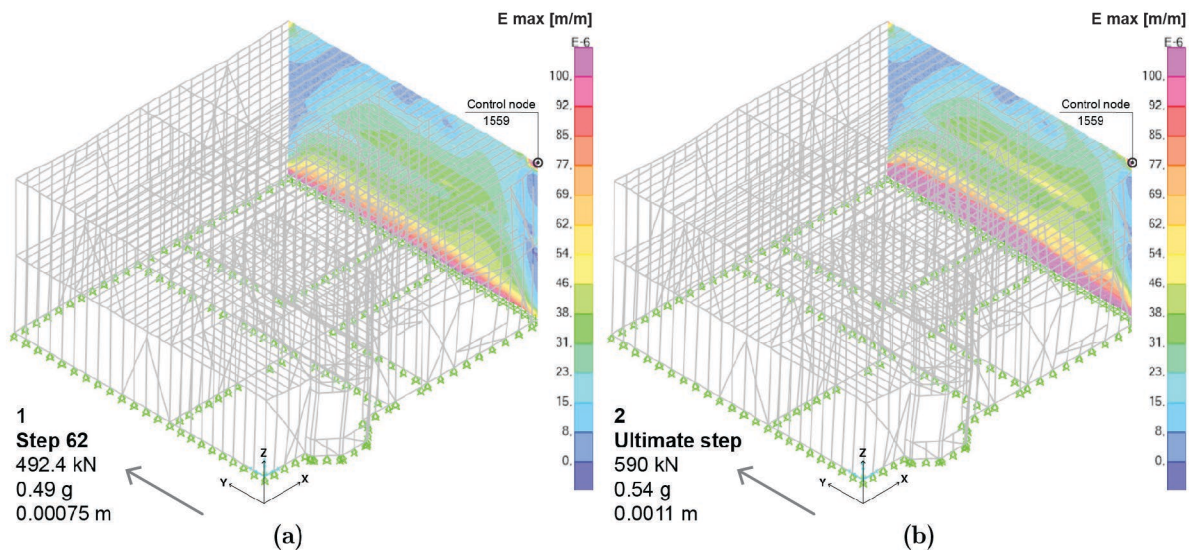 E max [m/m]
E-6
100.
92.
85.
77.
69.
62.
54.
46.
38.
31.
23.
15.
8.
0.
Control node
1559
1
Step 62
492.4 kN
0.49 g
0.00075 m
Z
Y
X
(a)
E max [m/m]
E-6
100.
92.
85.
77.
69.
62.
54.
46.
38.
31.
23.
15.
8.
0.
Control node
1559
2
Ultimate step
590 kN
0.54 g
0.0011 m
Z
Y
X
(b)